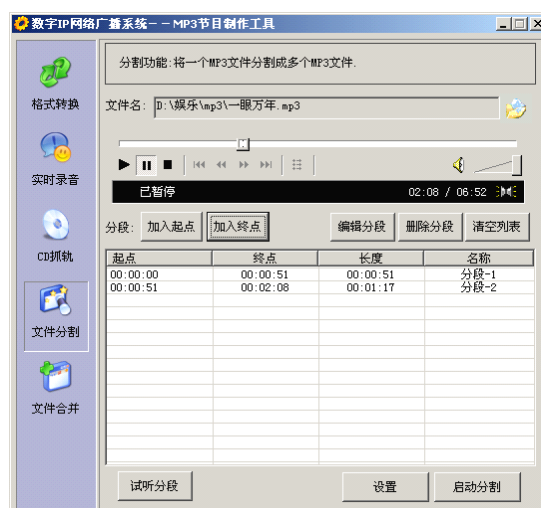 数字IP网络广播系统－－MP3节目制作工具
分割功能:将一个MP3文件分割成多个MP3文件.
格式转换
文件名: D:\娱乐\mp3\一眼万年.mp3
实时录音
已暂停 02:08 / 06:52
分段: 加入起点 加入终点 编辑分段 删除分段 清空列表
CD抓轨
起点 终点 长度 名称
00:00:00 00:00:51 00:00:51 分段-1
00:00:51 00:02:08 00:01:17 分段-2
文件分割
文件合并
试听分段 设置 启动分割